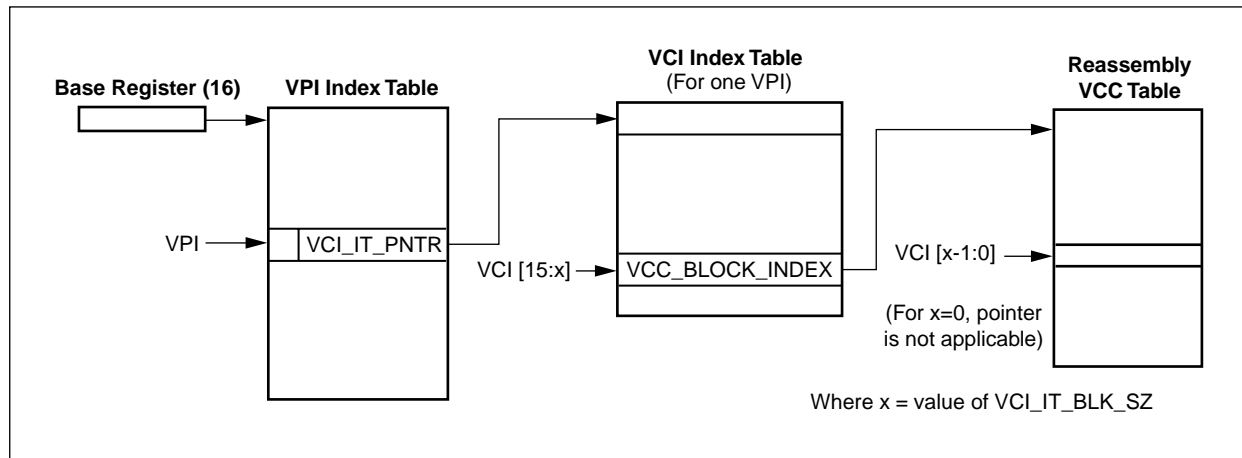 Base Register (16)
VPI Index Table
VCI Index Table
(For one VPI)
Reassembly
VCC Table
VPI
VCI_IT_PNTR
VCI [15:x]
VCC_BLOCK_INDEX
VCI [x-1:0]
(For x=0, pointer
is not applicable)
Where x = value of VCI_IT_BLK_SZ